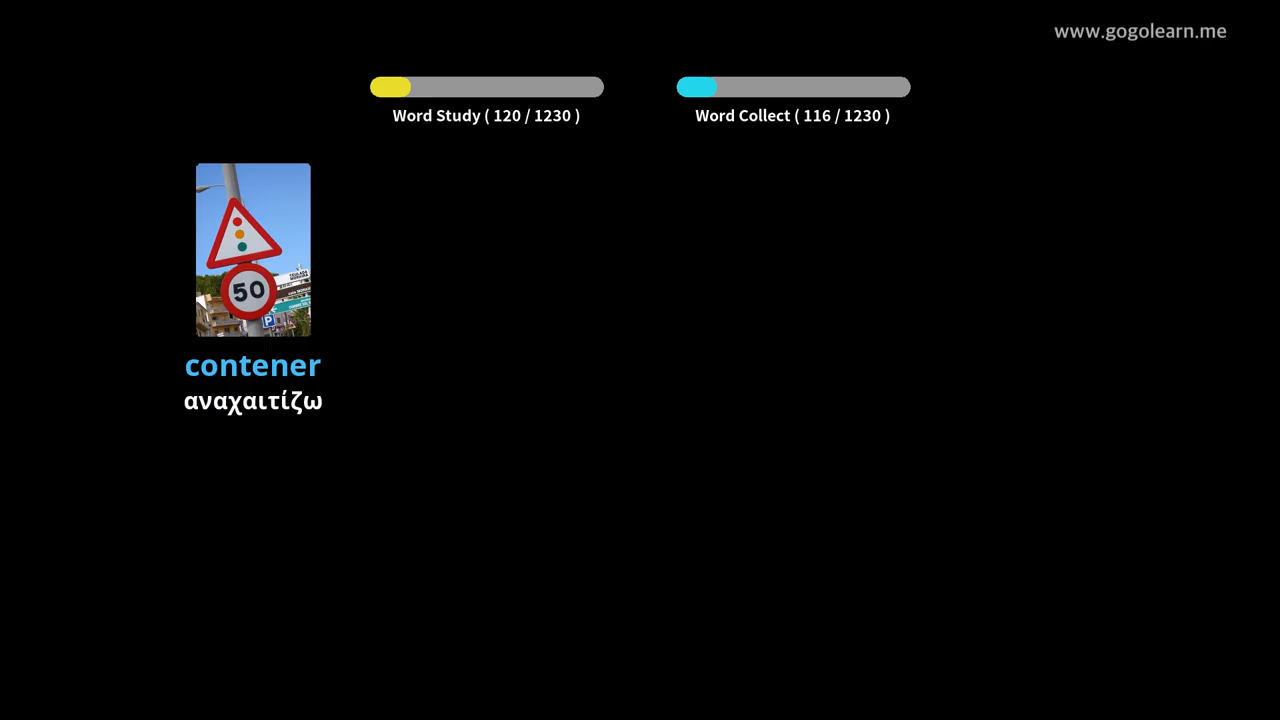 www.gogolearn.me
Word Study ( 120 / 1230 )
Word Collect ( 116 / 1230 )
50
P
contener
αναχαιτίζω